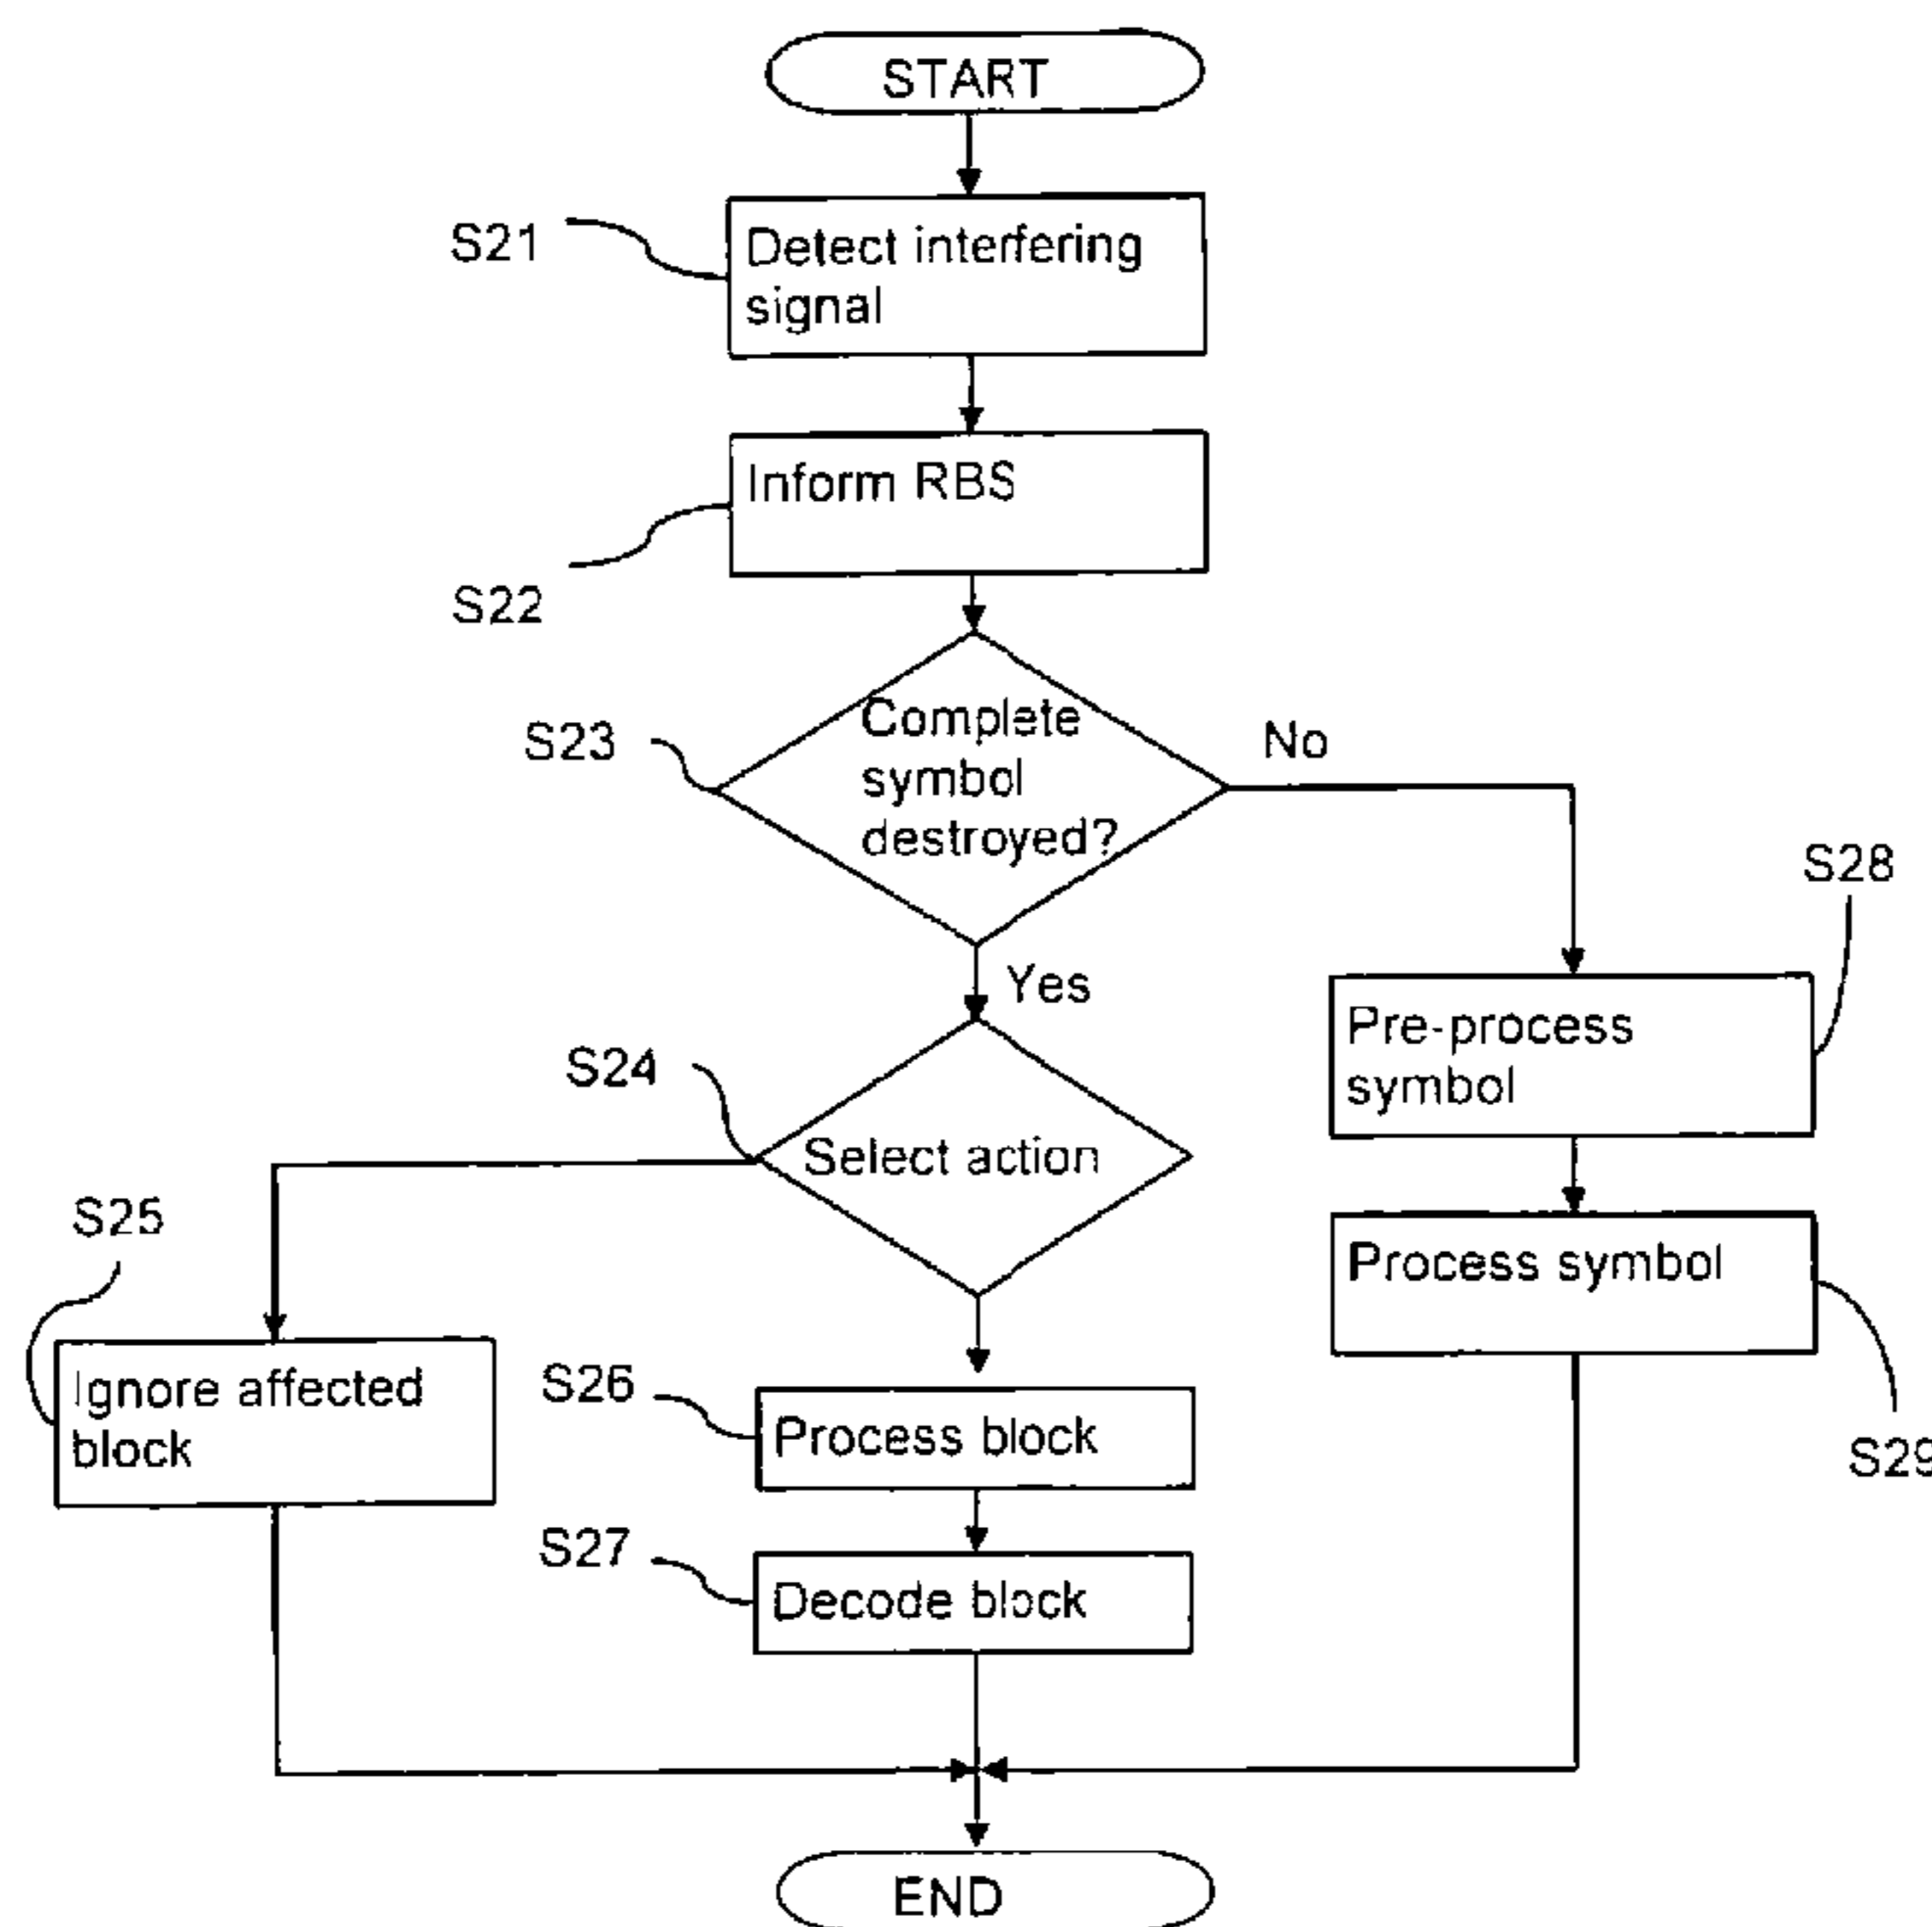 START
S21
Detect interfering
signal
Inform RBS
S22
S23
Complete
symbol
destroyed?
No
S28
Yes
Pre-process
symbol
S24
Select action
S25
Process symbol
Ignore affected
block
S26
Process block
S29
S27
Decode block
END